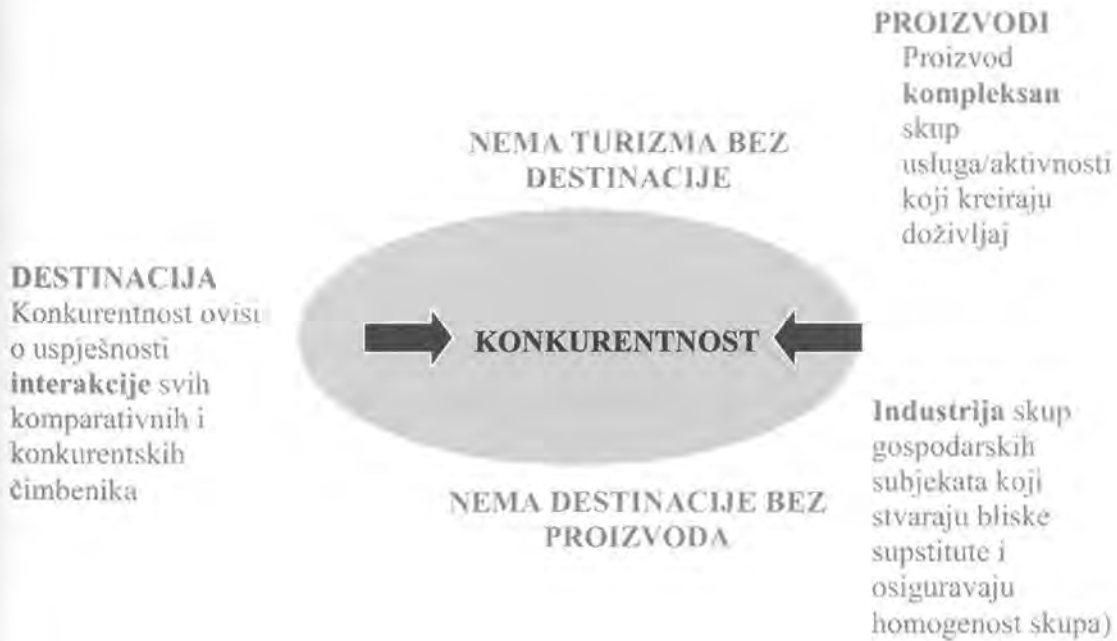 PROIZVODI
Proizvod
kompleksan
skup
usluga/aktivnosti
koji kreiraju
doživljaj
NEMA TURIZMA BEZ
DESTINACIJE
DESTINACIJA
Konkurentnost ovisi
o uspješnosti
interakcije svih
komparativnih i
konkurentskih
čimbenika
KONKURENTNOST
NEMA DESTINACIJE BEZ
PROIZVODA
Industrija skup
gospodarskih
subjekata koji
stvaraju bliske
supstitute i
osiguravaju
homogenost skupa)